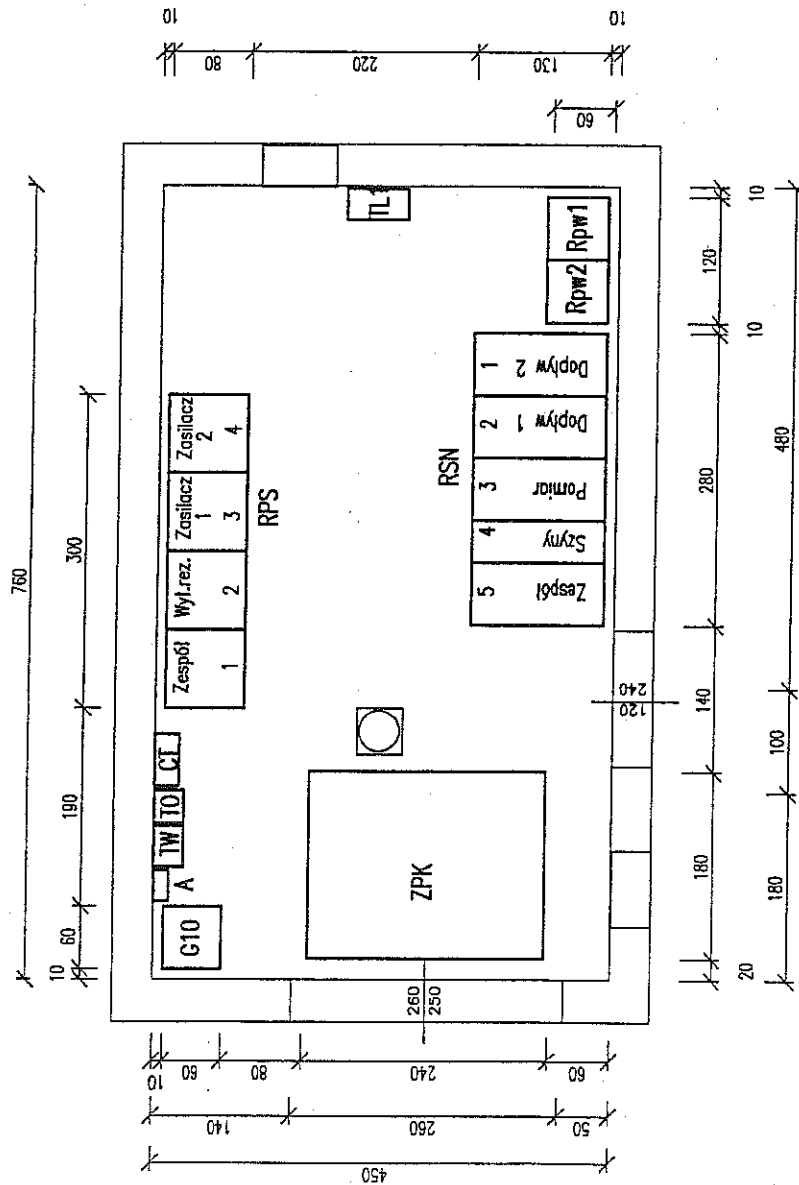 760
300
190
60
10
10
80
220
130
10
60
Zespół
1
Wył.rez.
2
Zasilacz
1
3
Zasilacz
2
4
RPS
TL1
CT
TO
TW
A
G10
ZPK
260
250
RSN
5
Zespół
4
Szyny
3
Pomiar
2
Dopływ 1
1
Dopływ 2
Rpw2
Rpw1
240
120
10
60
80
240
60
140
260
50
450
180
140
280
10
120
10
20
180
100
480